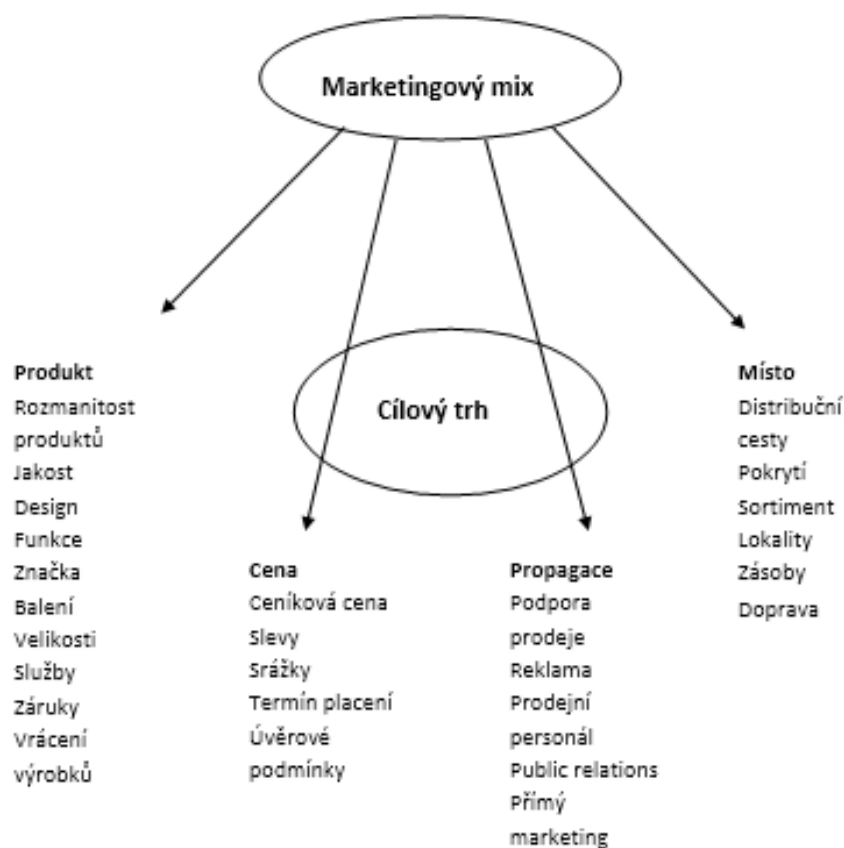 Marketingový mix
Cílový trh
Produkt
Rozmanitost
produktů
Jakost
Design
Funkce
Značka
Balení
Velikosti
Služby
Záruky
Vrácení
výrobků
Cena
Ceníková cena
Slevy
Srážky
Termín placení
Úvěrové
podmínky
Propagace
Podpora
prodeje
Reklama
Prodejní
personál
Public relations
Přímý
marketing
Místo
Distribuční
cesty
Pokrytí
Sortiment
Lokality
Zásoby
Doprava